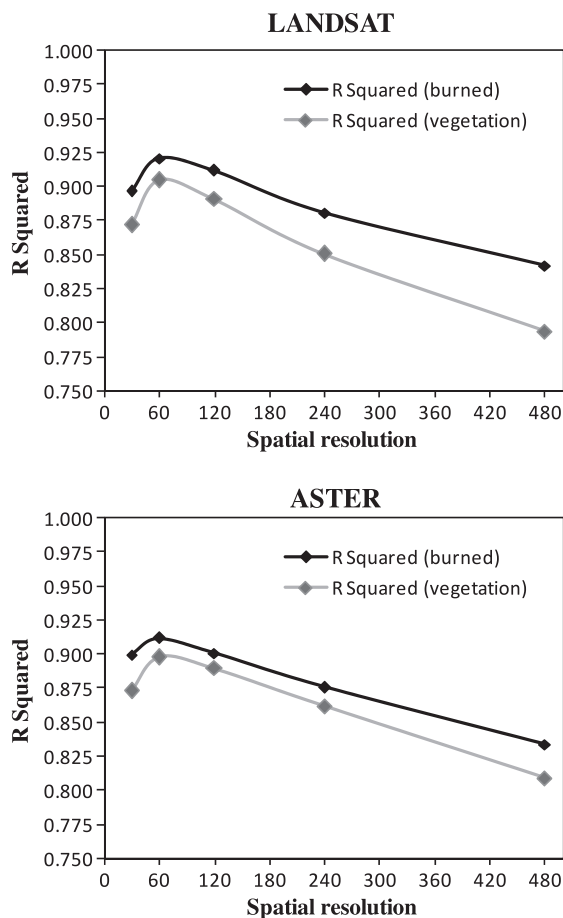 LANDSAT
1.000
0.975
0.950
0.925
0.900
0.875
0.850
0.825
0.800
0.775
0.750
R Squared
R Squared (burned)
R Squared (vegetation)
0 60 120 180 240 300 360 420 480
Spatial resolution
ASTER
1.000
0.975
0.950
0.925
0.900
0.875
0.850
0.825
0.800
0.775
0.750
R Squared
R Squared (burned)
R Squared (vegetation)
0 60 120 180 240 300 360 420 480
Spatial resolution